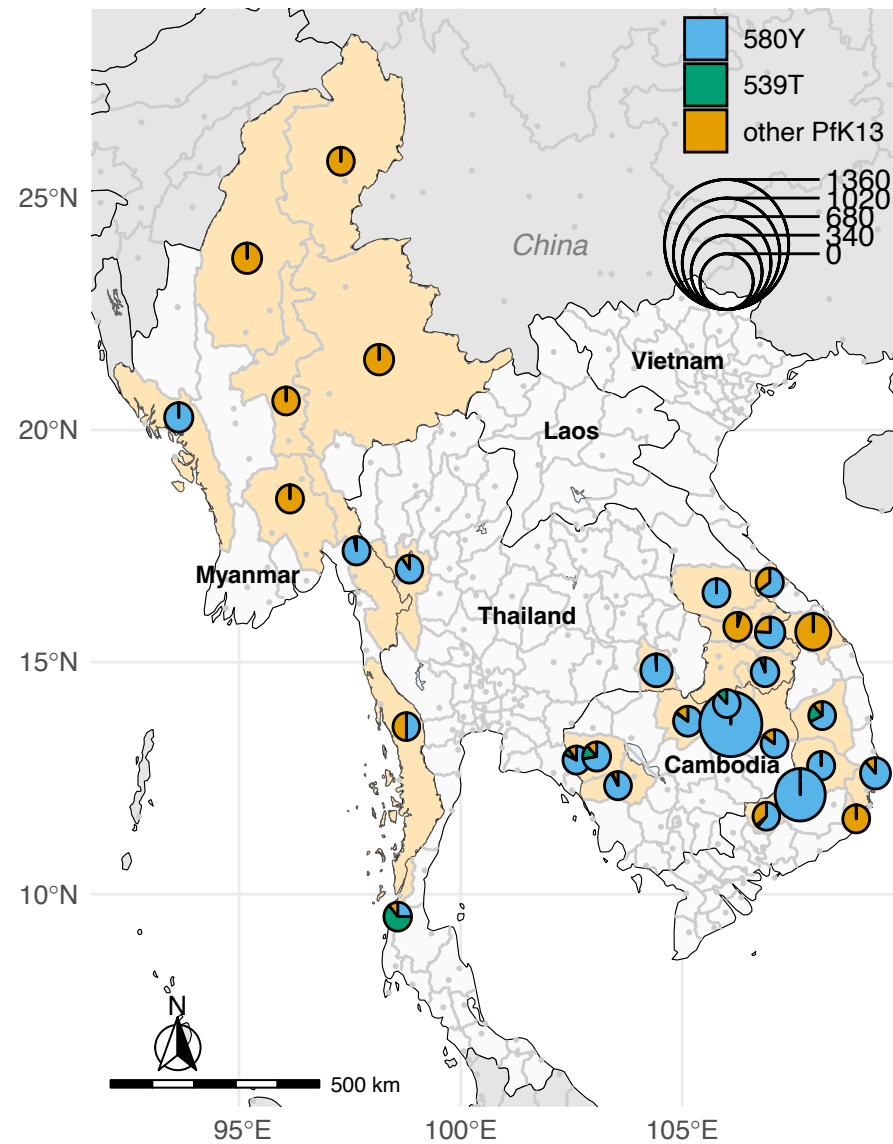 580Y
539T
other PfK13
1360
1020
680
340
0
25°N
China
Vietnam
20°N
Laos
Myanmar
Thailand
15°N
Cambodia
10°N
N
500 km
95°E 100°E 105°E